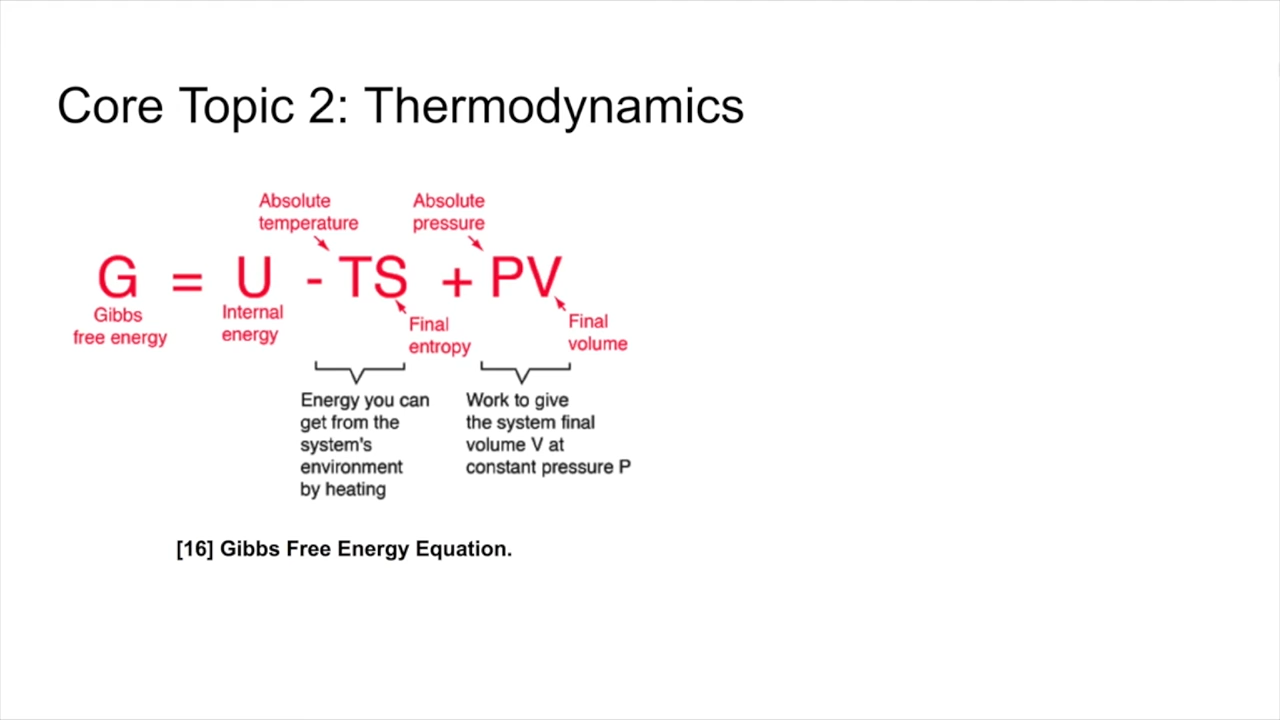 Core Topic 2: Thermodynamics
Absolute
temperature
Absolute
pressure
G = U - TS + PV
Gibbs
free energy
Internal
energy
Final
entropy
Final
volume
Energy you can
get from the
system's
environment
by heating
Work to give
the system final
volume V at
constant pressure P
[16] Gibbs Free Energy Equation.